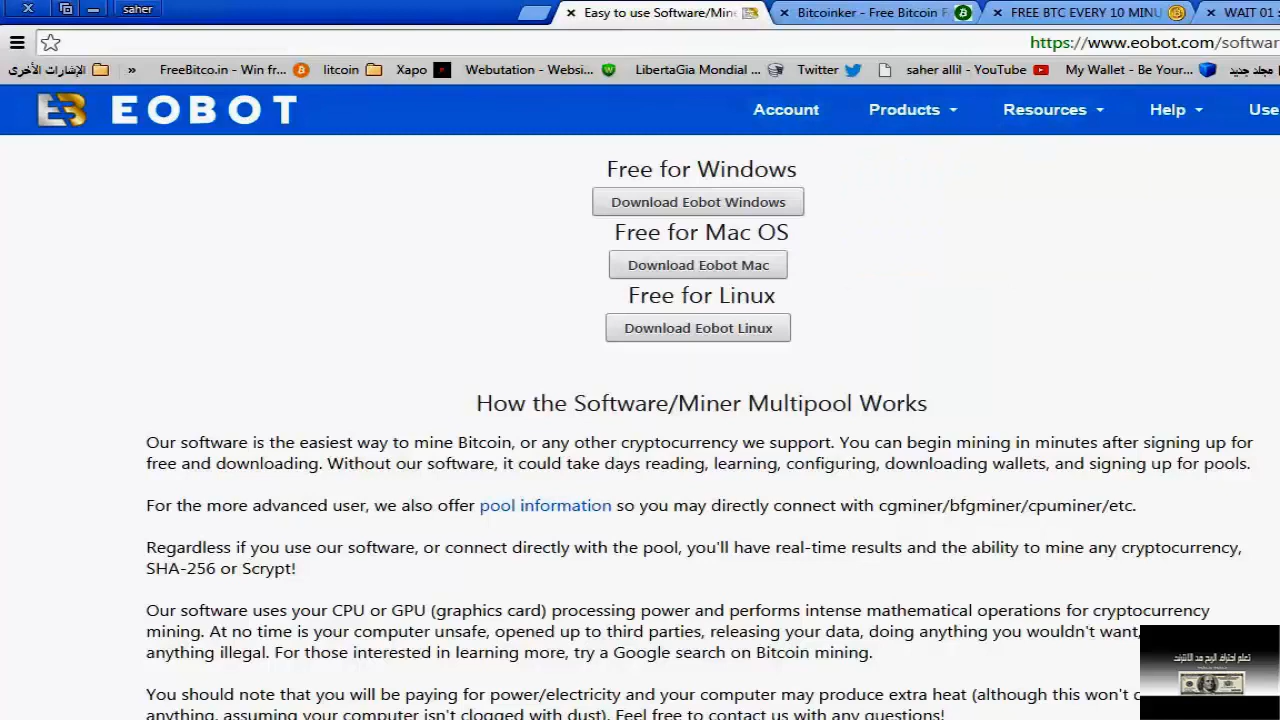 saher
Easy to use Software/Mine
Bitcoinker - Free Bitcoin F
FREE BTC EVERY 10 MINU
WAIT 01 :
https://www.eobot.com/softwar
الإشارات الأخرى
»
FreeBitco.in - Win fr...
litcoin
Xapo
Webutation - Websi...
LibertaGia Mondial ...
Twitter
saher allil - YouTube
My Wallet - Be Your...
مجلد جديد
EB EOBOT
Account
Products
Resources
Help
Use
Free for Windows
Download Eobot Windows
Free for Mac OS
Download Eobot Mac
Free for Linux
Download Eobot Linux
How the Software/Miner Multipool Works
Our software is the easiest way to mine Bitcoin, or any other cryptocurrency we support. You can begin mining in minutes after signing up for
free and downloading. Without our software, it could take days reading, learning, configuring, downloading wallets, and signing up for pools.
For the more advanced user, we also offer pool information so you may directly connect with cgminer/bfgminer/cpuminer/etc.
Regardless if you use our software, or connect directly with the pool, you'll have real-time results and the ability to mine any cryptocurrency,
SHA-256 or Scrypt!
Our software uses your CPU or GPU (graphics card) processing power and performs intense mathematical operations for cryptocurrency
mining. At no time is your computer unsafe, opened up to third parties, releasing your data, doing anything you wouldn't want,
anything illegal. For those interested in learning more, try a Google search on Bitcoin mining.
You should note that you will be paying for power/electricity and your computer may produce extra heat (although this won't
anything, assuming your computer isn't clogged with dust). Feel free to contact us with any questions!
تعلم احتراف الربح من الانترنت